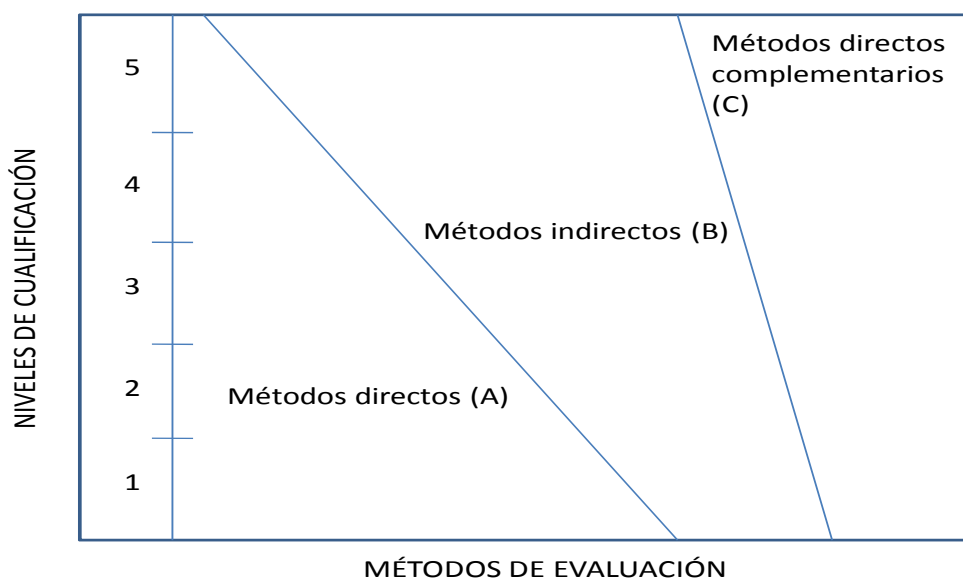 Métodos directos
complementarios
(C)
5
4
Métodos indirectos (B)
3
Métodos directos (A)
2
1
NIVELES DE CUALIFICACIÓN
MÉTODOS DE EVALUACIÓN